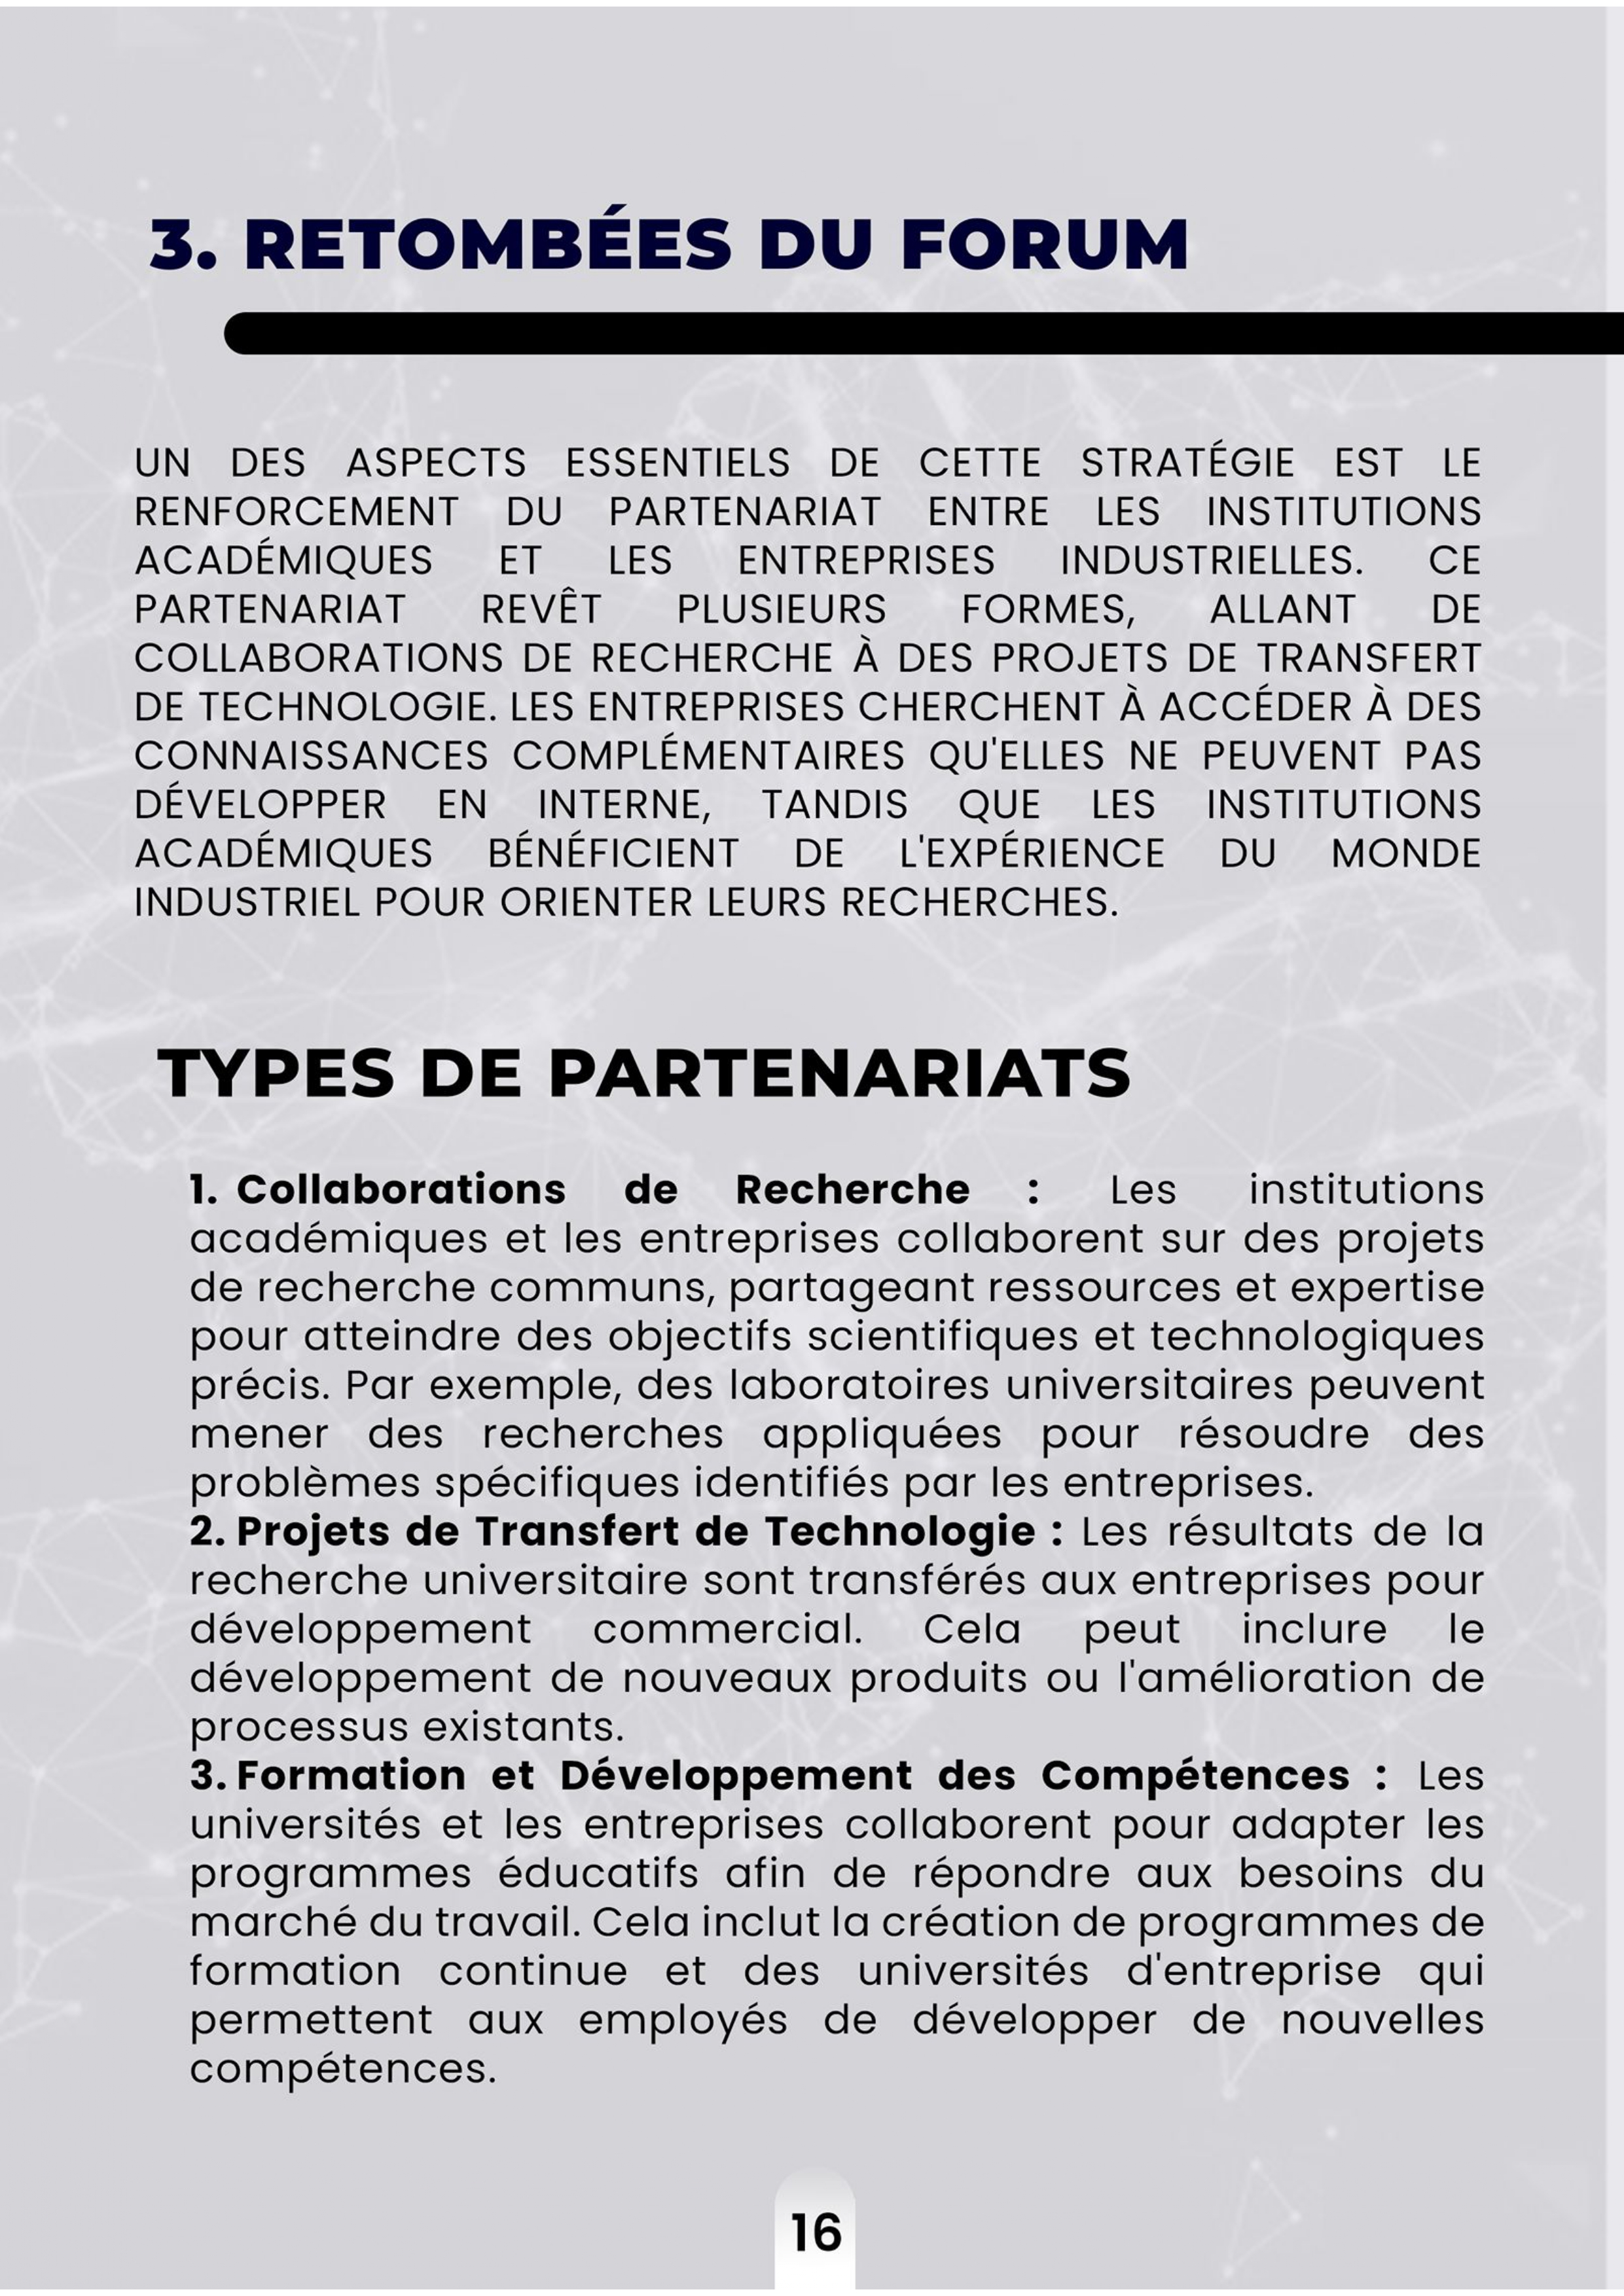 3. RETOMBÉES DU FORUM
UN DES ASPECTS ESSENTIELS DE CETTE STRATÉGIE EST LE
RENFORCEMENT DU PARTENARIAT ENTRE LES INSTITUTIONS
ACADÉMIQUES ET LES ENTREPRISES INDUSTRIELLES. CE
PARTENARIAT REVÊT PLUSIEURS FORMES, ALLANT DE
COLLABORATIONS DE RECHERCHE À DES PROJETS DE TRANSFERT
DE TECHNOLOGIE. LES ENTREPRISES CHERCHENT À ACCÉDER À DES
CONNAISSANCES COMPLÉMENTAIRES QU'ELLES NE PEUVENT PAS
DÉVELOPPER EN INTERNE, TANDIS QUE LES INSTITUTIONS
ACADÉMIQUES BÉNÉFICIENT DE L'EXPÉRIENCE DU MONDE
INDUSTRIEL POUR ORIENTER LEURS RECHERCHES.
TYPES DE PARTENARIATS
1. Collaborations de Recherche : Les institutions
académiques et les entreprises collaborent sur des projets
de recherche communs, partageant ressources et expertise
pour atteindre des objectifs scientifiques et technologiques
précis. Par exemple, des laboratoires universitaires peuvent
mener des recherches appliquées pour résoudre des
problèmes spécifiques identifiés par les entreprises.
2. Projets de Transfert de Technologie : Les résultats de la
recherche universitaire sont transférés aux entreprises pour
développement commercial. Cela peut inclure le
développement de nouveaux produits ou l'amélioration de
processus existants.
3. Formation et Développement des Compétences : Les
universités et les entreprises collaborent pour adapter les
programmes éducatifs afin de répondre aux besoins du
marché du travail. Cela inclut la création de programmes de
formation continue et des universités d'entreprise qui
permettent aux employés de développer de nouvelles
compétences.
16